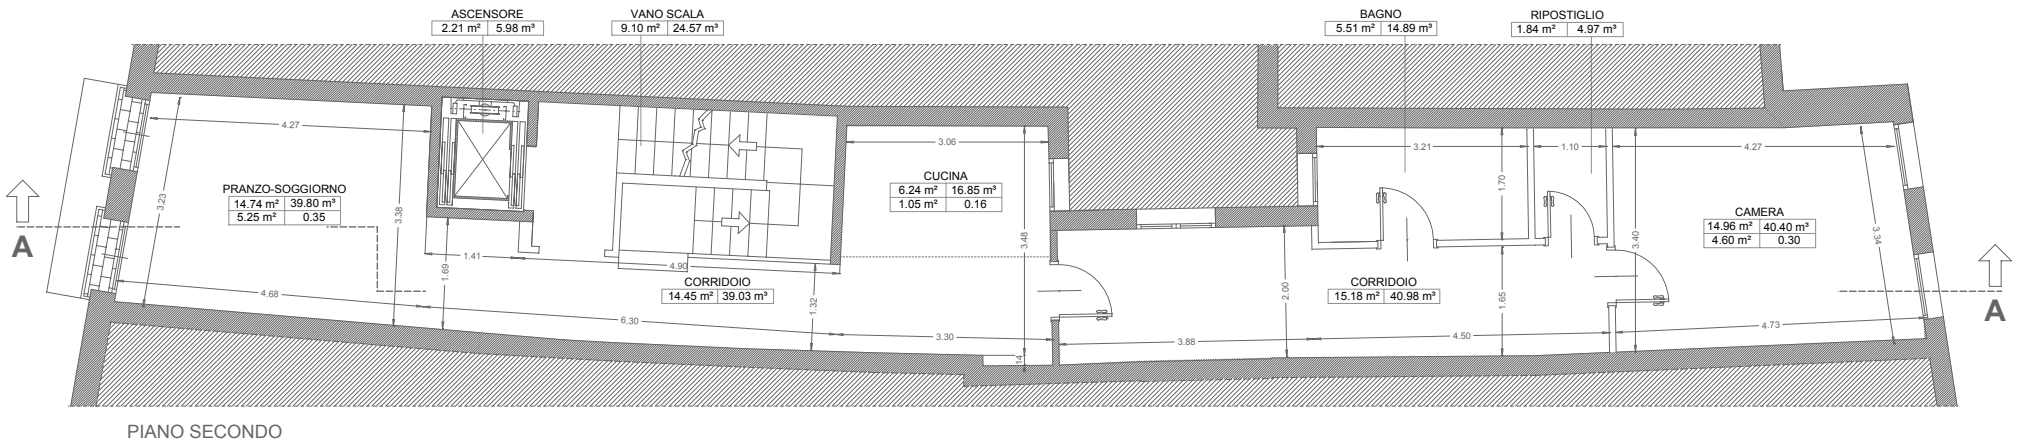 ASCENSORE
2.21 m² 5.98 m³
VANO SCALA
9.10 m² 24.57 m³
BAGNO
5.51 m² 14.89 m³
RIPOSTIGLIO
1.84 m² 4.97 m³
4.27
3.23
3.38
PRANZO-SOGGIORNO
14.74 m² 39.80 m³
5.25 m² 0.35
3.06
CUCINA
6.24 m² 16.85 m³
1.05 m² 0.16
3.48
3.21
1.70
1.10
4.27
3.40
CAMERA
14.96 m² 40.40 m³
4.60 m² 0.30
3.34
A
A
1.41
1.69
4.90
CORRIDOIO
14.45 m² 39.03 m³
1.32
4.68
6.30
3.30
14
2.00
CORRIDOIO
15.18 m² 40.98 m³
1.65
3.88
4.50
4.73
PIANO SECONDO